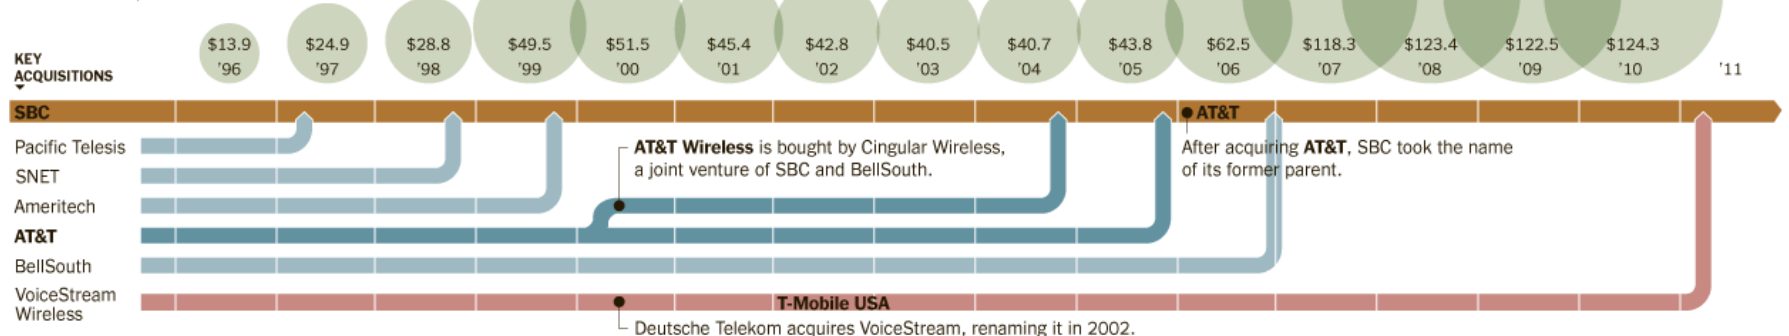 $13.9 $24.9 $28.8 $49.5 $51.5 $45.4 $42.8 $40.5 $40.7 $43.8 $62.5 $118.3 $123.4 $122.5 $124.3
'96 '97 '98 '99 '00 '01 '02 '03 '04 '05 '06 '07 '08 '09 '10 '11
KEY
ACQUISITIONS
SBC
AT&T
Pacific Telesis
SNET
Ameritech
AT&T
BellSouth
VoiceStream
Wireless
AT&T Wireless is bought by Cingular Wireless,
a joint venture of SBC and BellSouth.
After acquiring AT&T, SBC took the name
of its former parent.
T-Mobile USA
Deutsche Telekom acquires VoiceStream, renaming it in 2002.